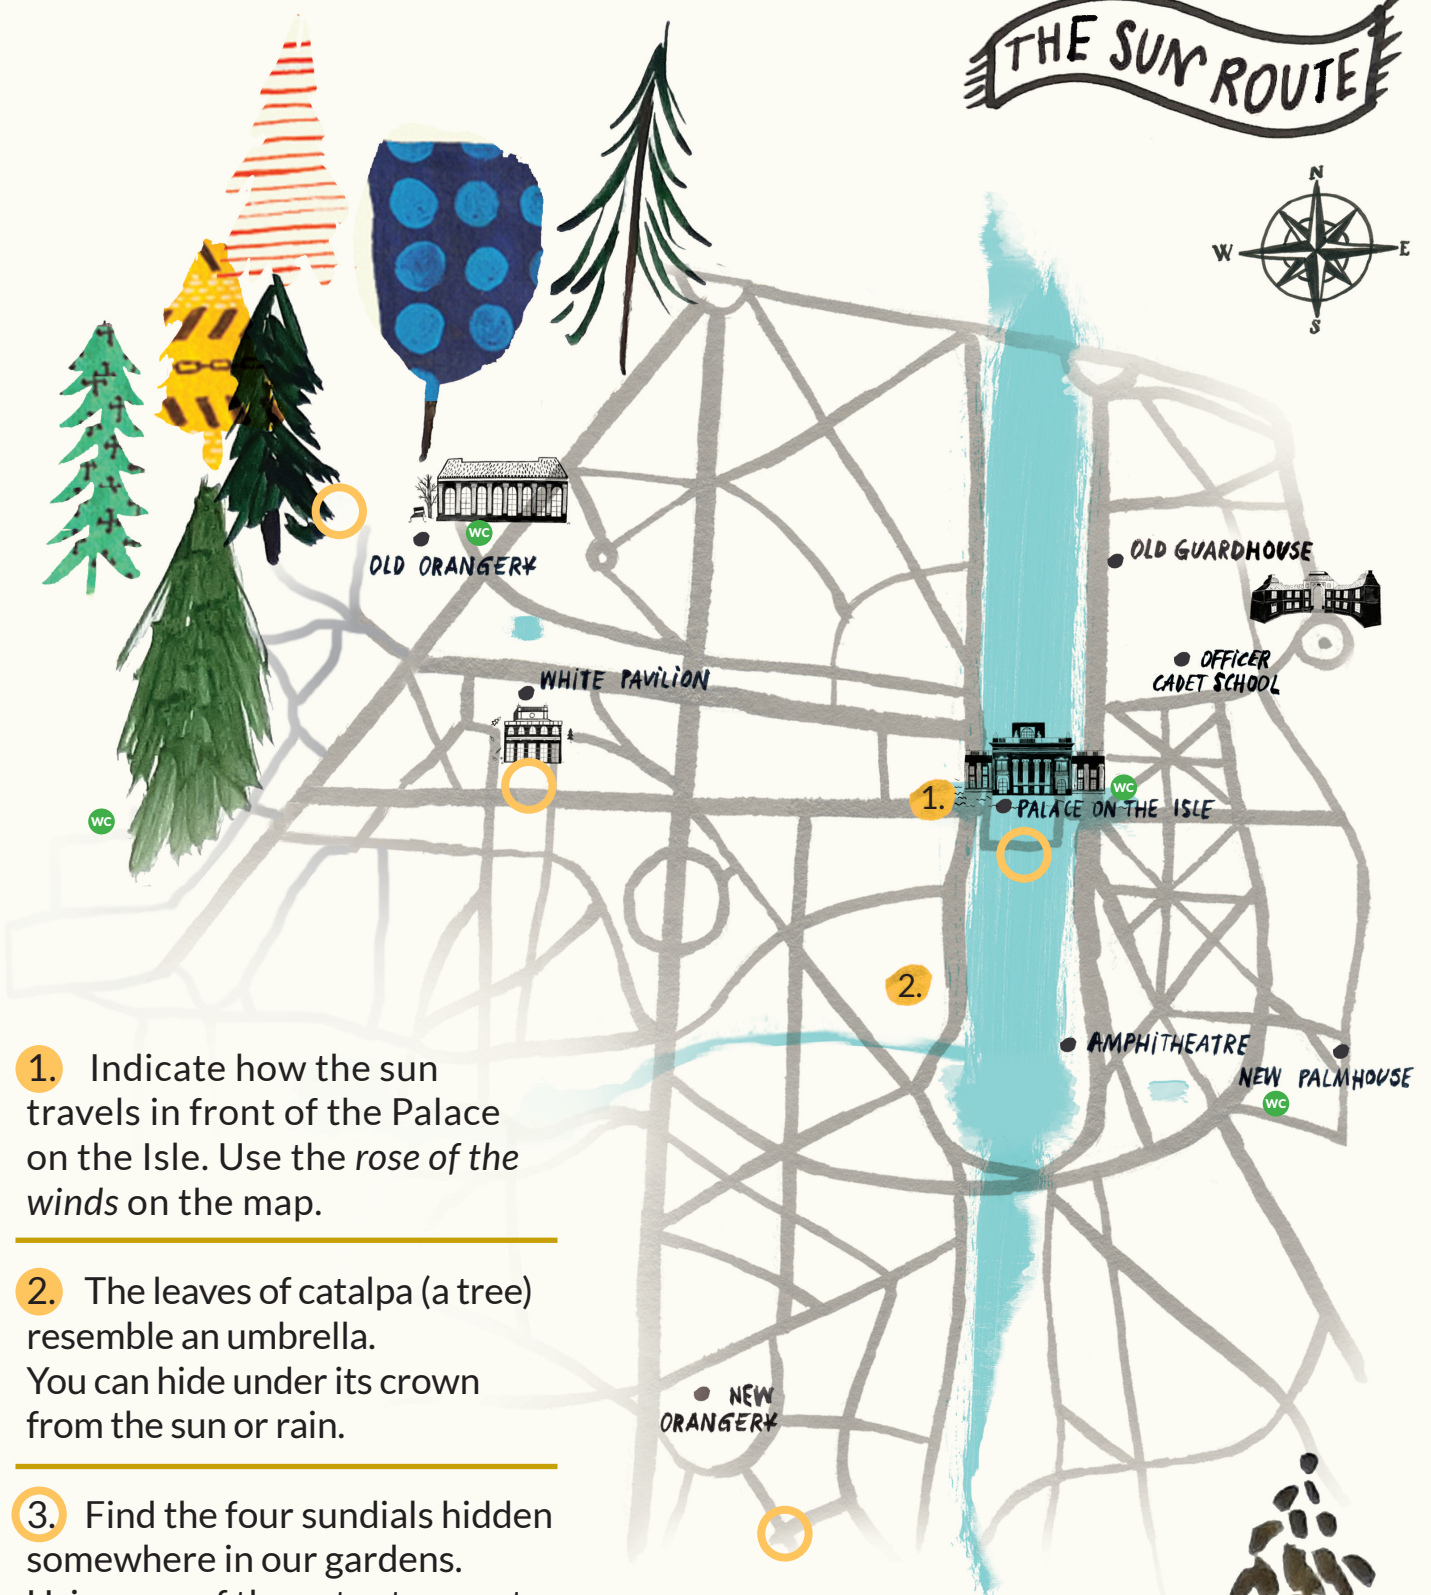 THE SUN ROUTE
N
W
E
S
WC
OLD ORANGERY
OLD GUARDHOUSE
OFFICER
CADET SCHOOL
WHITE PAVILION
WC
1.
WC
PALACE ON THE ISLE
2.
AMPHITHEATRE
NEW PALMHOUSE
WC
NEW
ORANGERY
1. Indicate how the sun
travels in front of the Palace
on the Isle. Use the rose of the
winds on the map.
2. The leaves of catalpa (a tree)
resemble an umbrella.
You can hide under its crown
from the sun or rain.
3. Find the four sundials hidden
somewhere in our gardens.